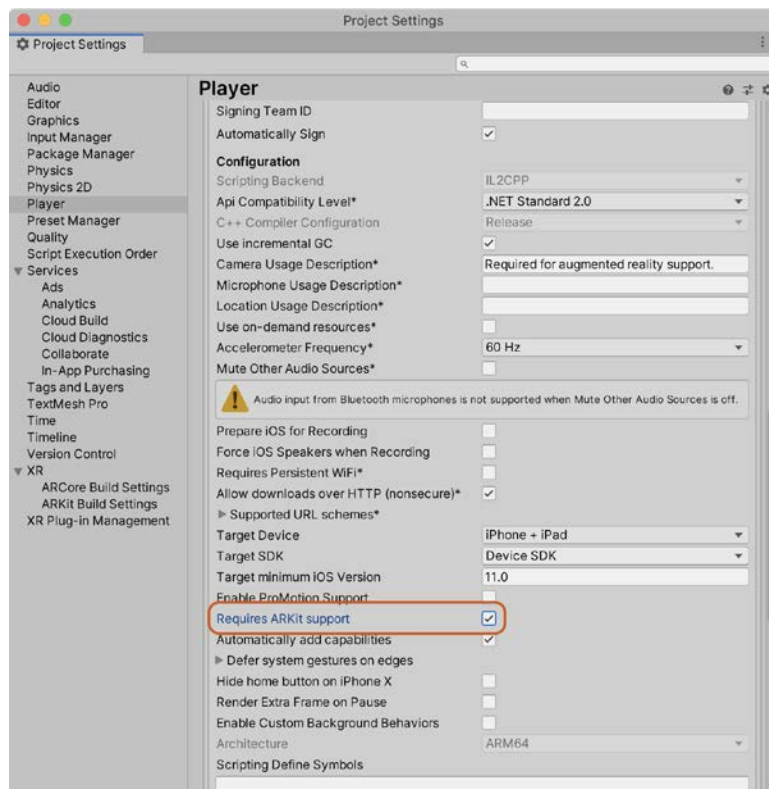 Project Settings
Project Settings
Audio
Editor
Graphics
Input Manager
Package Manager
Physics
Physics 2D
Player
Preset Manager
Quality
Script Execution Order
Services
Ads
Analytics
Cloud Build
Cloud Diagnostics
Collaborate
In-App Purchasing
Tags and Layers
TextMesh Pro
Time
Timeline
Version Control
XR
ARCore Build Settings
ARKit Build Settings
XR Plug-in Management
Player
Signing Team ID
Automatically Sign
Configuration
Scripting Backend IL2CPP
Api Compatibility Level* .NET Standard 2.0
C++ Compiler Configuration Release
Use incremental GC
Camera Usage Description* Required for augmented reality support.
Microphone Usage Description*
Location Usage Description*
Use on-demand resources*
Accelerometer Frequency* 60 Hz
Mute Other Audio Sources*
Audio input from Bluetooth microphones is not supported when Mute Other Audio Sources is off.
Prepare iOS for Recording
Force iOS Speakers when Recording
Requires Persistent WiFi*
Allow downloads over HTTP (nonsecure)*
Supported URL schemes*
Target Device iPhone + iPad
Target SDK Device SDK
Target minimum iOS Version 11.0
Enable ProMotion Support
Requires ARKit support
Automatically add capabilities
Defer system gestures on edges
Hide home button on iPhone X
Render Extra Frame on Pause
Enable Custom Background Behaviors
Architecture ARM64
Scripting Define Symbols